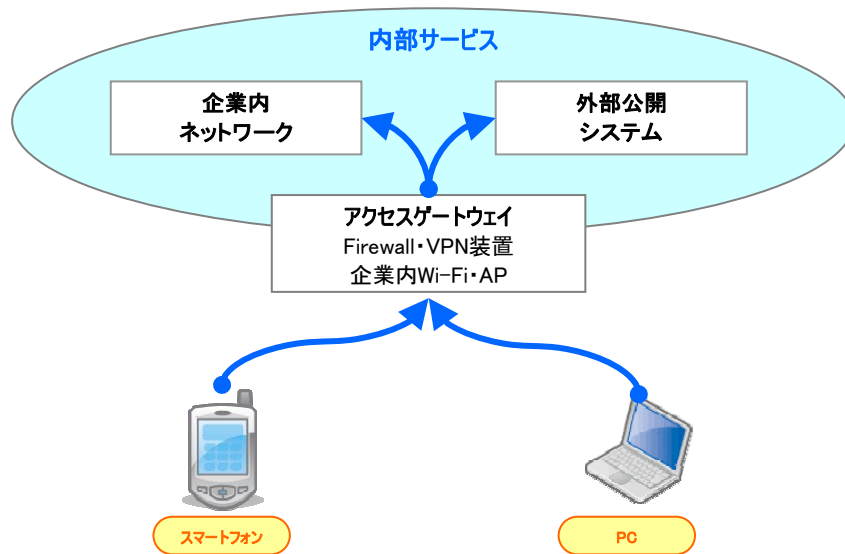 内部サービス
企業内
ネットワーク
外部公開
システム
アクセスゲートウェイ
Firewall・VPN装置
企業内Wi-Fi・AP
スマートフォン
PC